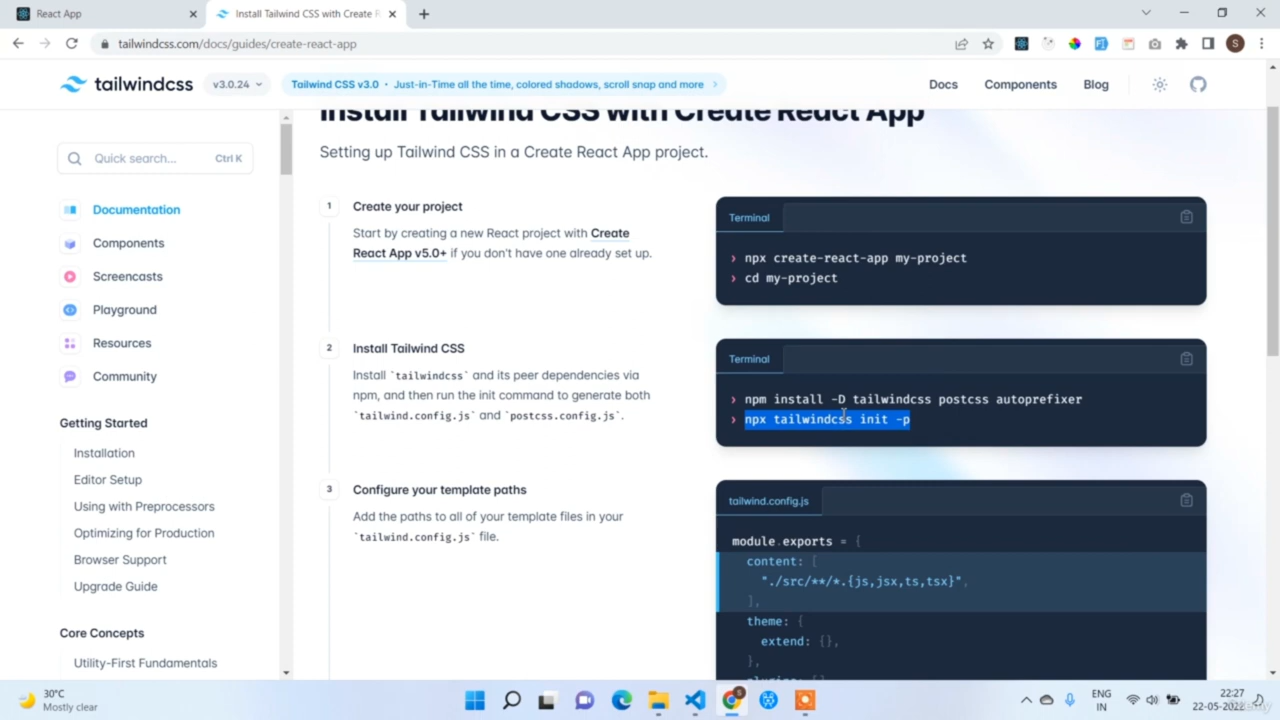 React App
Install Tailwind CSS with Create R
tailwindcss.com/docs/guides/create-react-app
S
tailwindcss
v3.0.24
Tailwind CSS v3.0 · Just-in-Time all the time, colored shadows, scroll snap and more
Docs
Components
Blog
Install Tailwind CSS with Create React App
Setting up Tailwind CSS in a Create React App project.
Quick search...
Ctrl K
Documentation
Components
Screencasts
Playground
Resources
Community
Getting Started
Installation
Editor Setup
Using with Preprocessors
Optimizing for Production
Browser Support
Upgrade Guide
Core Concepts
Utility-First Fundamentals
1
Create your project
Start by creating a new React project with Create
React App v5.0+ if you don't have one already set up.
Terminal
› npx create-react-app my-project
› cd my-project
2
Install Tailwind CSS
Install `tailwindcss` and its peer dependencies via
npm, and then run the init command to generate both
`tailwind.config.js` and `postcss.config.js`.
Terminal
› npm install -D tailwindcss postcss autoprefixer
› npx tailwindcss init -p
3
Configure your template paths
Add the paths to all of your template files in your
`tailwind.config.js` file.
tailwind.config.js
module.exports = {
content: [
"./src/**/*.{js,jsx,ts,tsx}",
],
theme: {
extend: {},
},
plugins: [],
30°C
Mostly clear
5
ENG
IN
22:27
22-05-2022